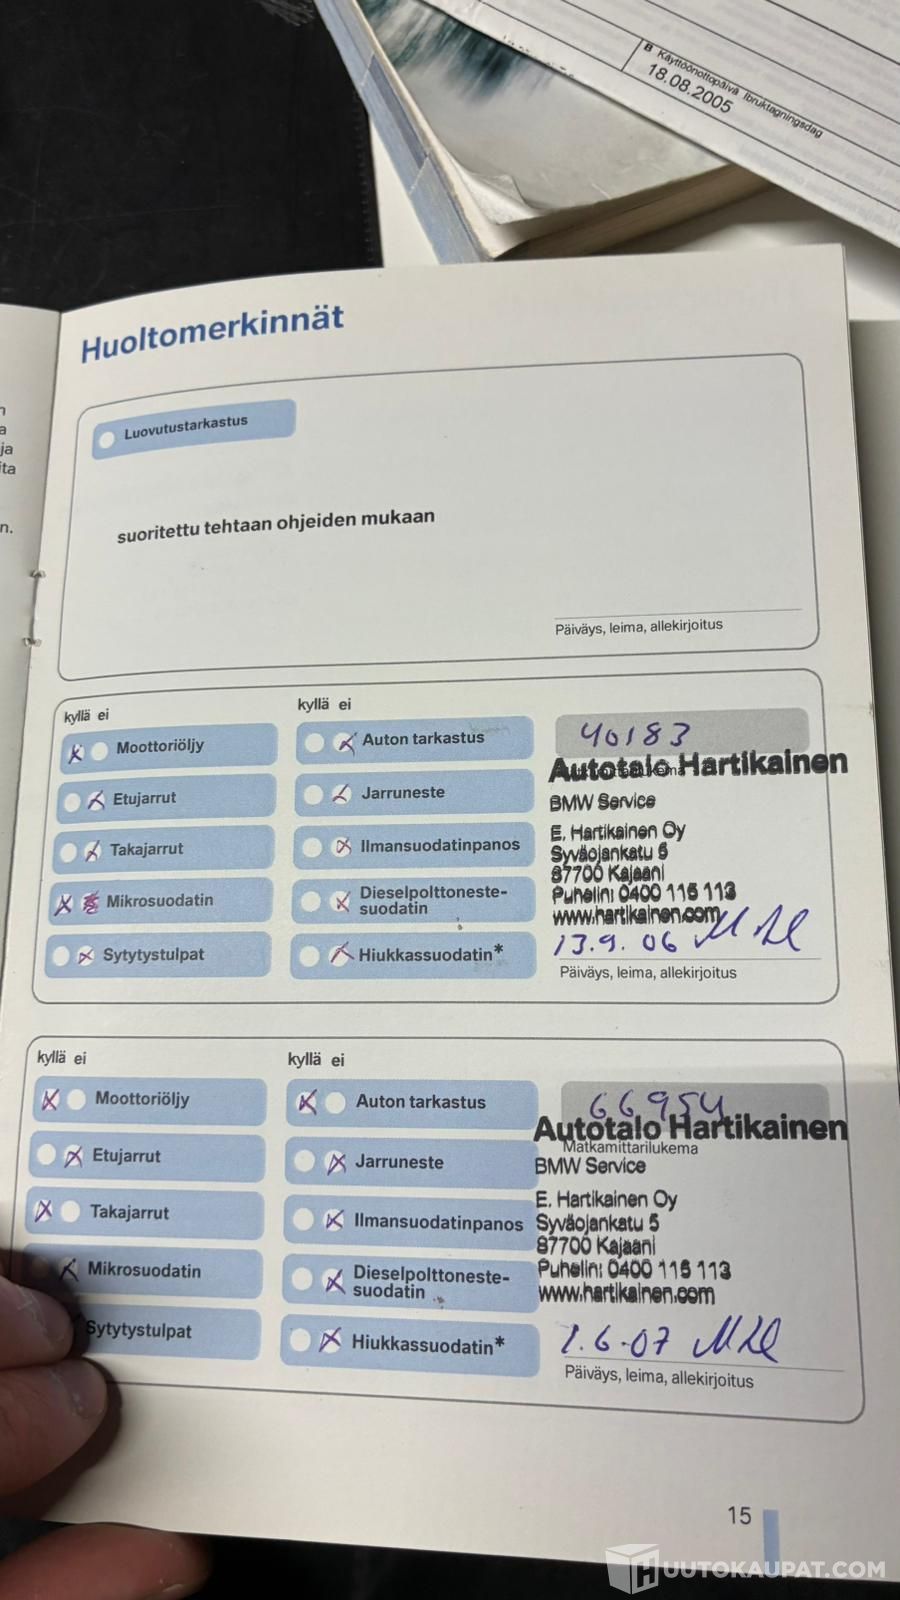 B Käyttöönottopäivä Ibruktagningsdag
18.08.2005
ja
ita
n.
Huoltomerkinnät
Luovutustarkastus
suoritettu tehtaan ohjeiden mukaan
Päiväys, leima, allekirjoitus
kyllä ei
Moottoriöljy
Etujarrut
Takajarrut
Mikrosuodatin
Sytytystulpat
kyllä ei
Auton tarkastus
Jarruneste
Ilmansuodatinpanos
Dieselpolttoneste-
suodatin
Hiukkassuodatin*
40183
Autotalo Hartikainen
BMW Service
E. Hartikainen Oy
Syväojankatu 5
87700 Kajaani
Puhelin: 0400 115 113
www.hartikainen.com
13.9.06
Päiväys, leima, allekirjoitus
kyllä ei
Moottoriöljy
Etujarrut
Takajarrut
Mikrosuodatin
Sytytystulpat
kyllä ei
Auton tarkastus
Jarruneste
Ilmansuodatinpanos
Dieselpolttoneste-
suodatin
Hiukkassuodatin*
66954
Autotalo Hartikainen
Matkamittarilukema
BMW Service
E. Hartikainen Oy
Syväojankatu 5
87700 Kajaani
Puhelin: 0400 115 113
www.hartikainen.com
1.6.07
Päiväys, leima, allekirjoitus
15
HUUTOKAUPAT.COM